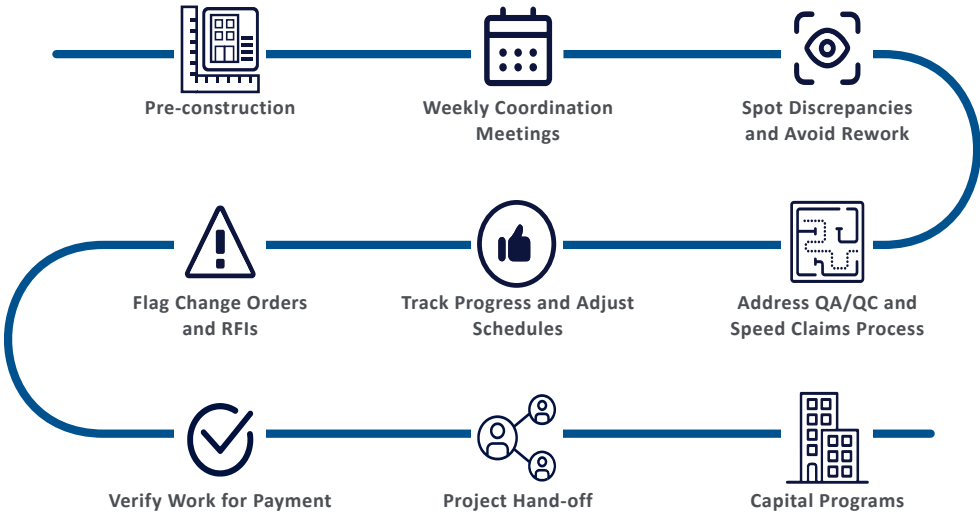 Pre-construction
Weekly Coordination
Meetings
Spot Discrepancies
and Avoid Rework
Flag Change Orders
and RFIs
Track Progress and Adjust
Schedules
Address QA/QC and
Speed Claims Process
Verify Work for Payment
Project Hand-off
Capital Programs